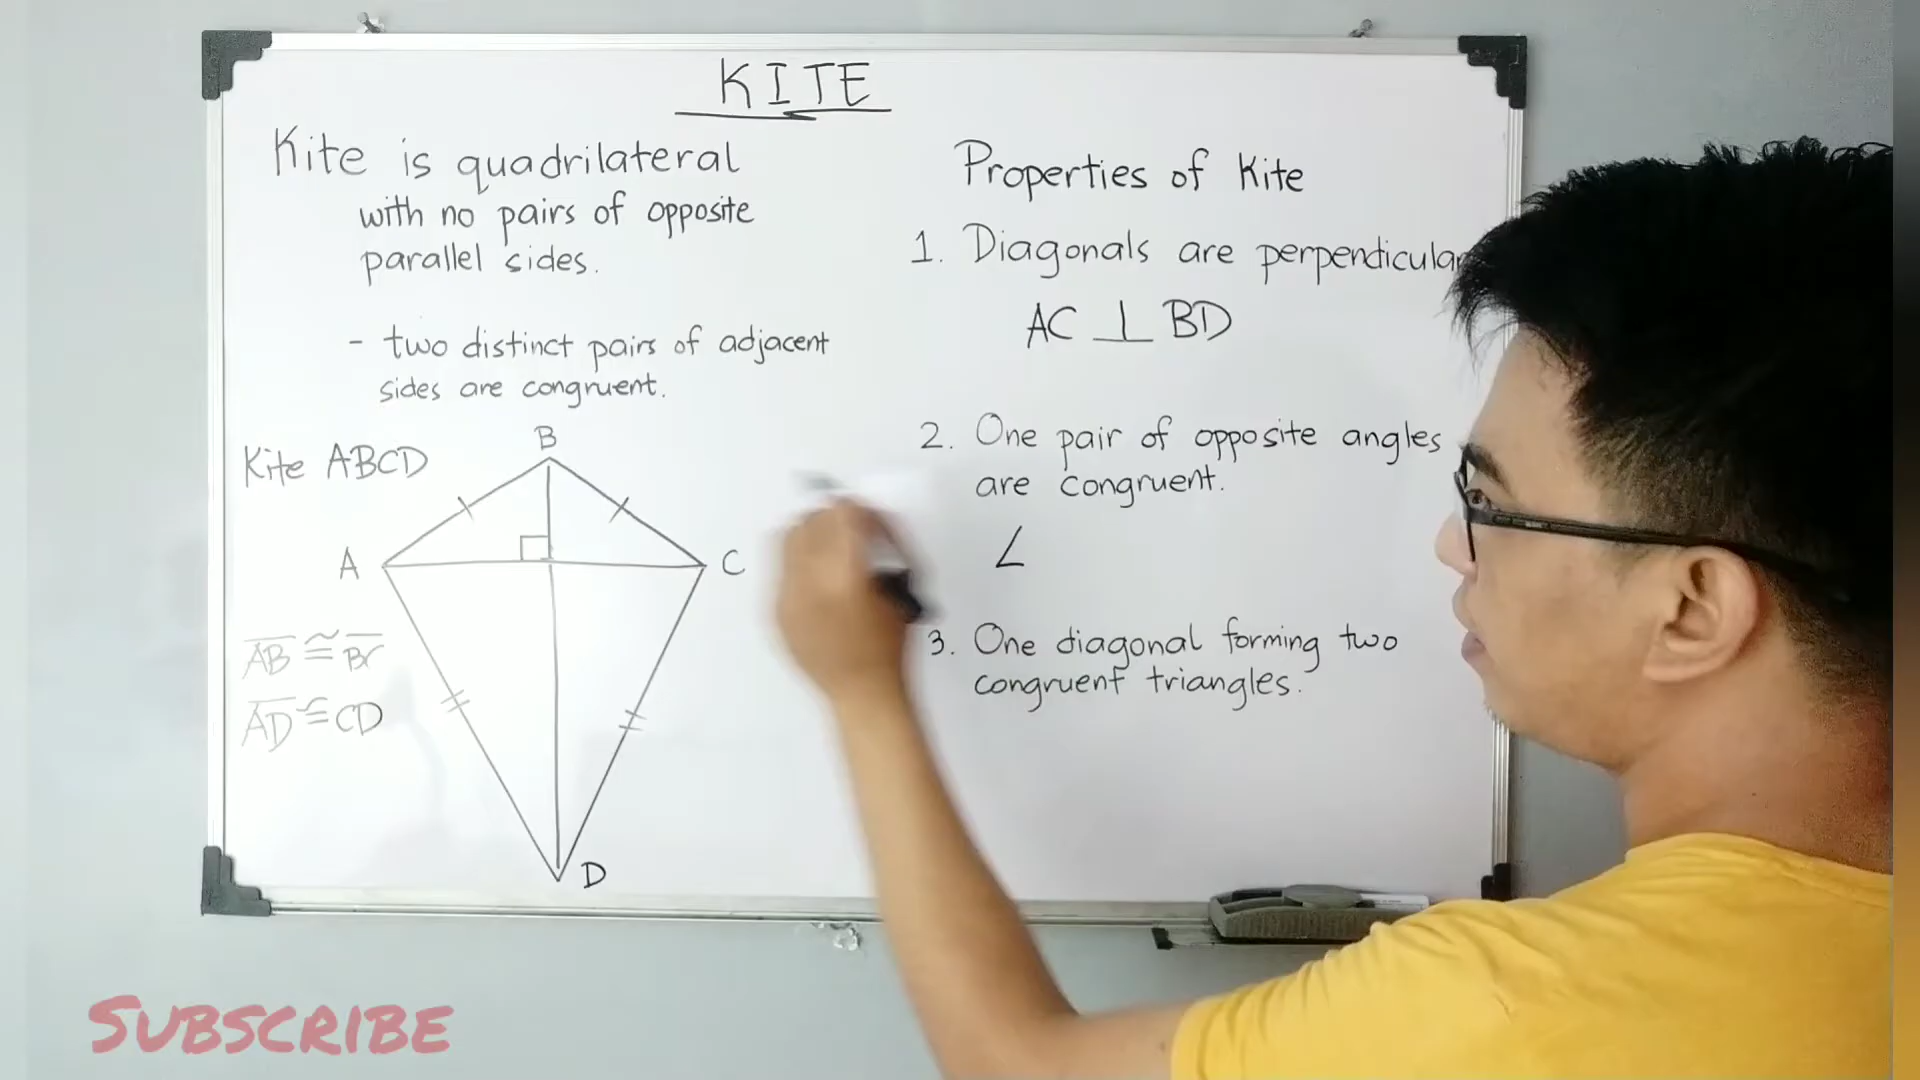 KITE
Kite is quadrilateral
with no pairs of opposite
parallel sides.
- two distinct pairs of adjacent
sides are congruent.
Kite ABCD
B
A
C
D
AB ≅ BC
AD ≅ CD
Properties of Kite
1. Diagonals are perpendicular
AC ⊥ BD
2. One pair of opposite angles
are congruent.
∠
3. One diagonal forming two
congruent triangles.
SUBSCRIBE